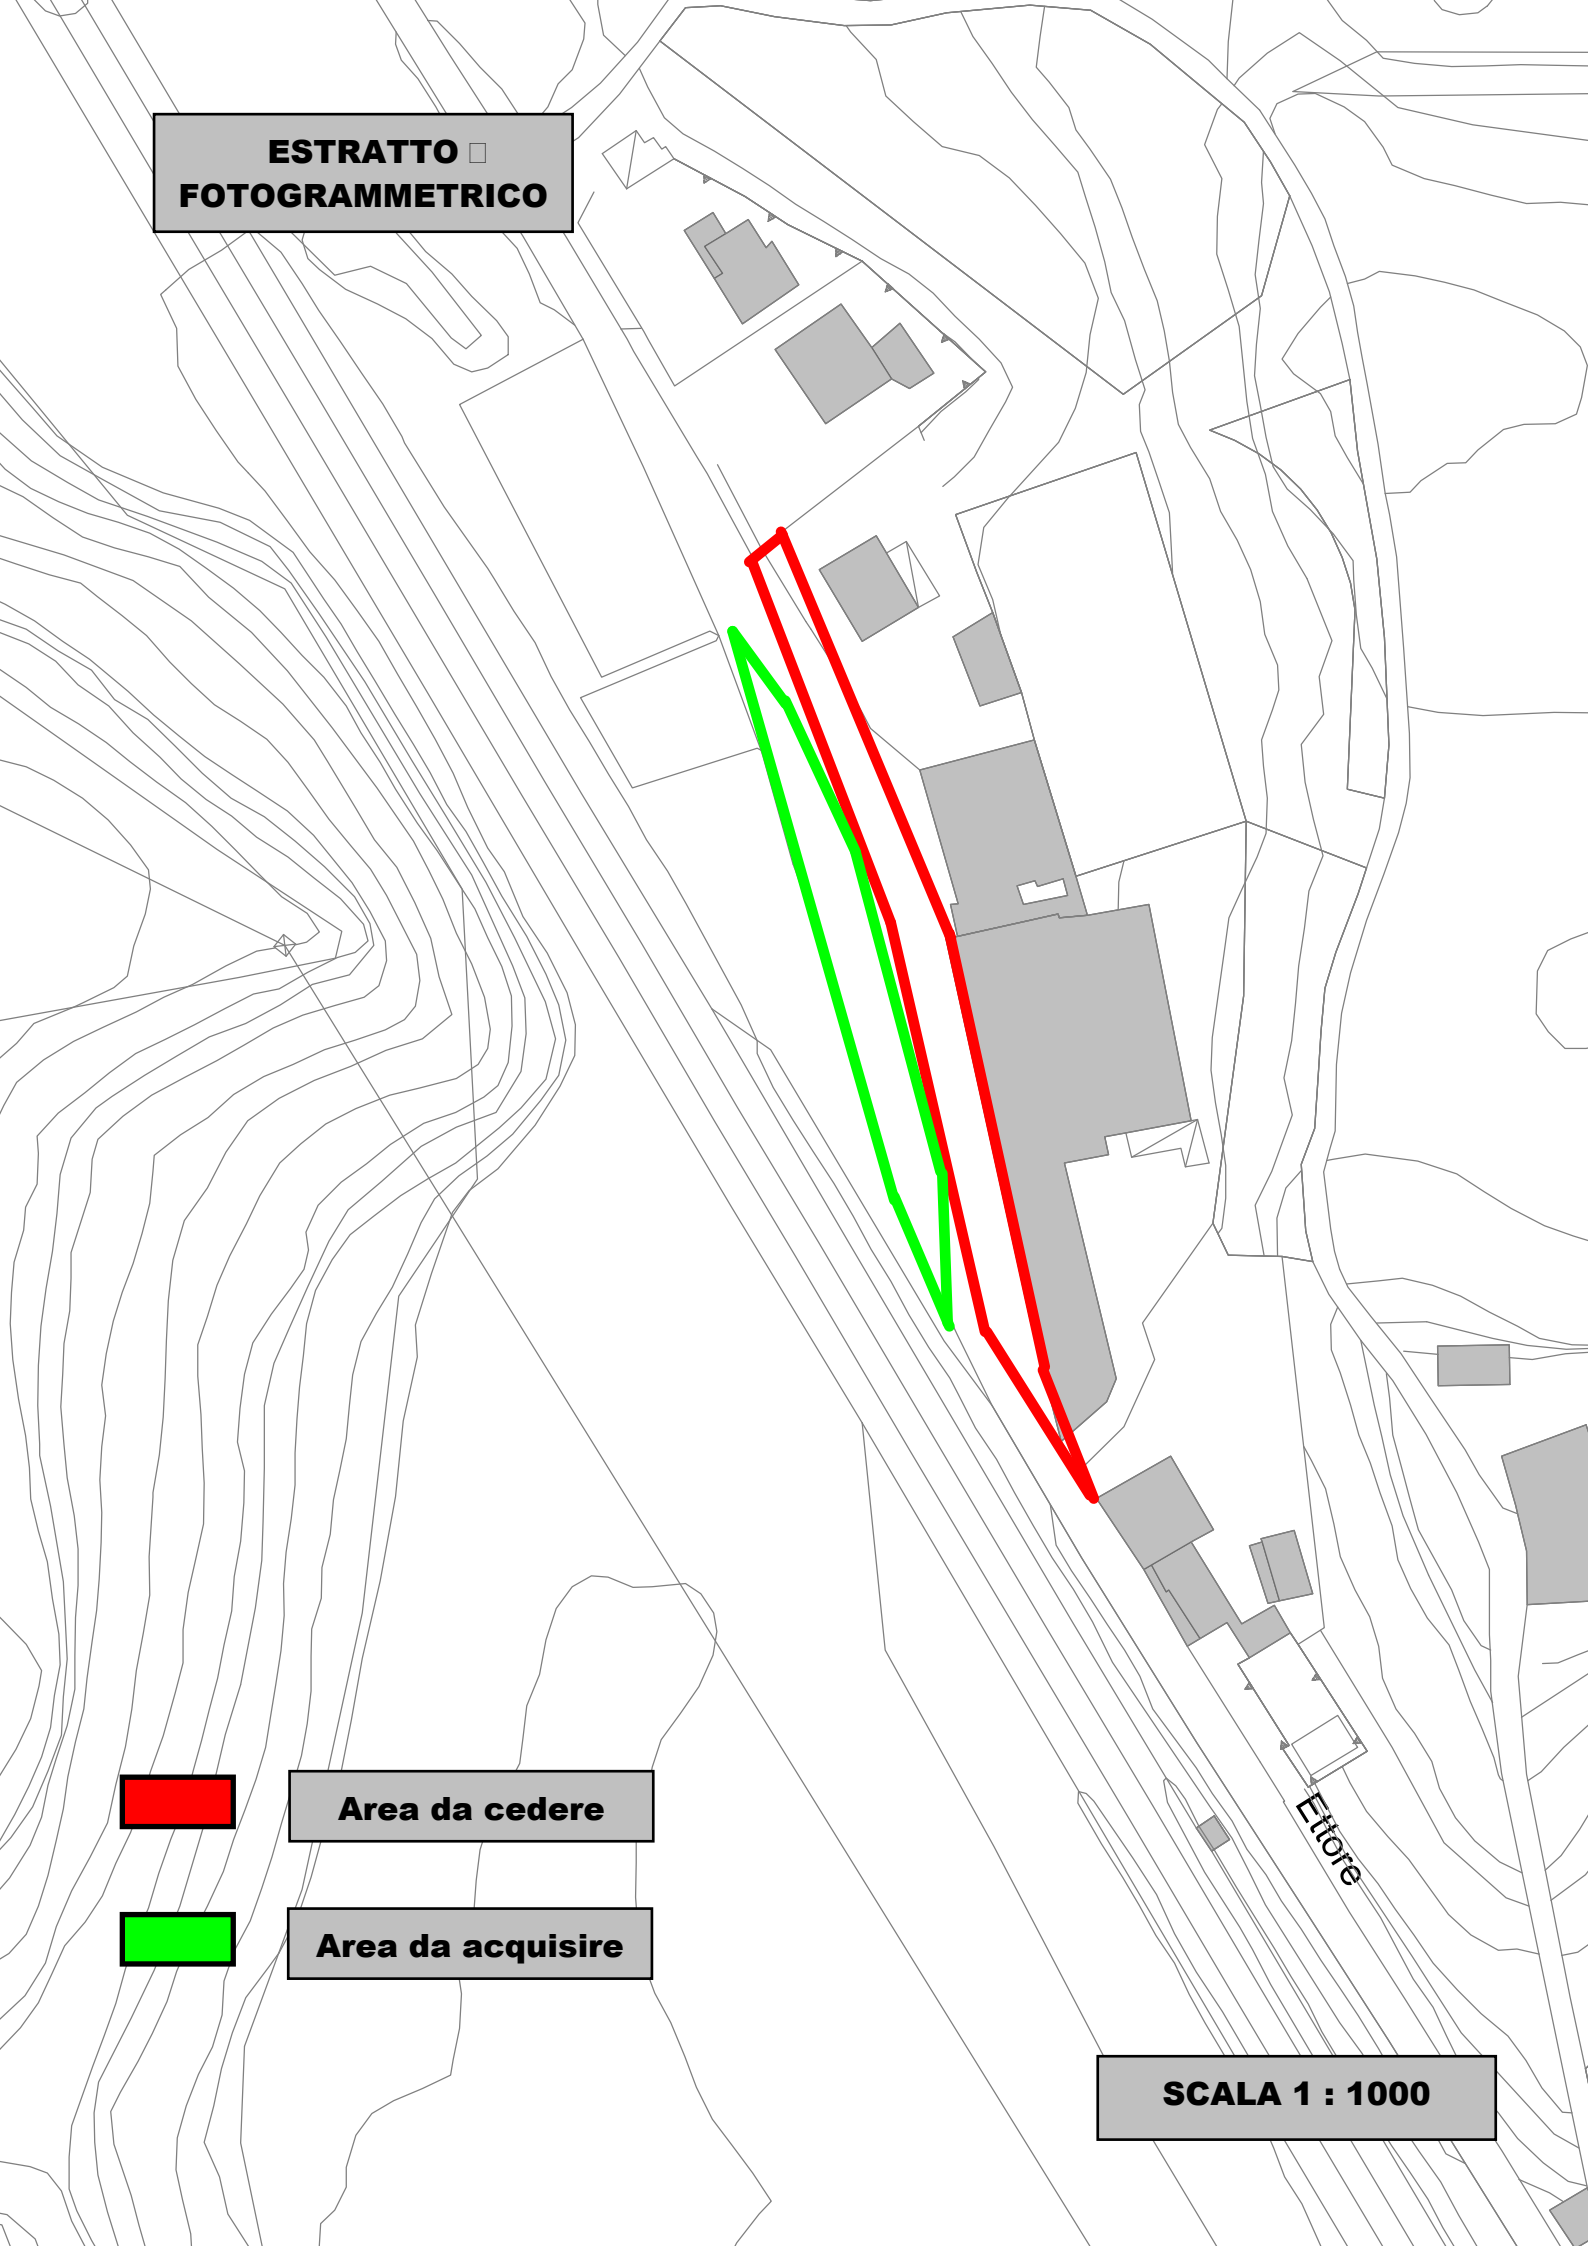 ESTRATTO
FOTOGRAMMETRICO
Area da cedere
Area da acquisire
Ettore
SCALA 1 : 1000